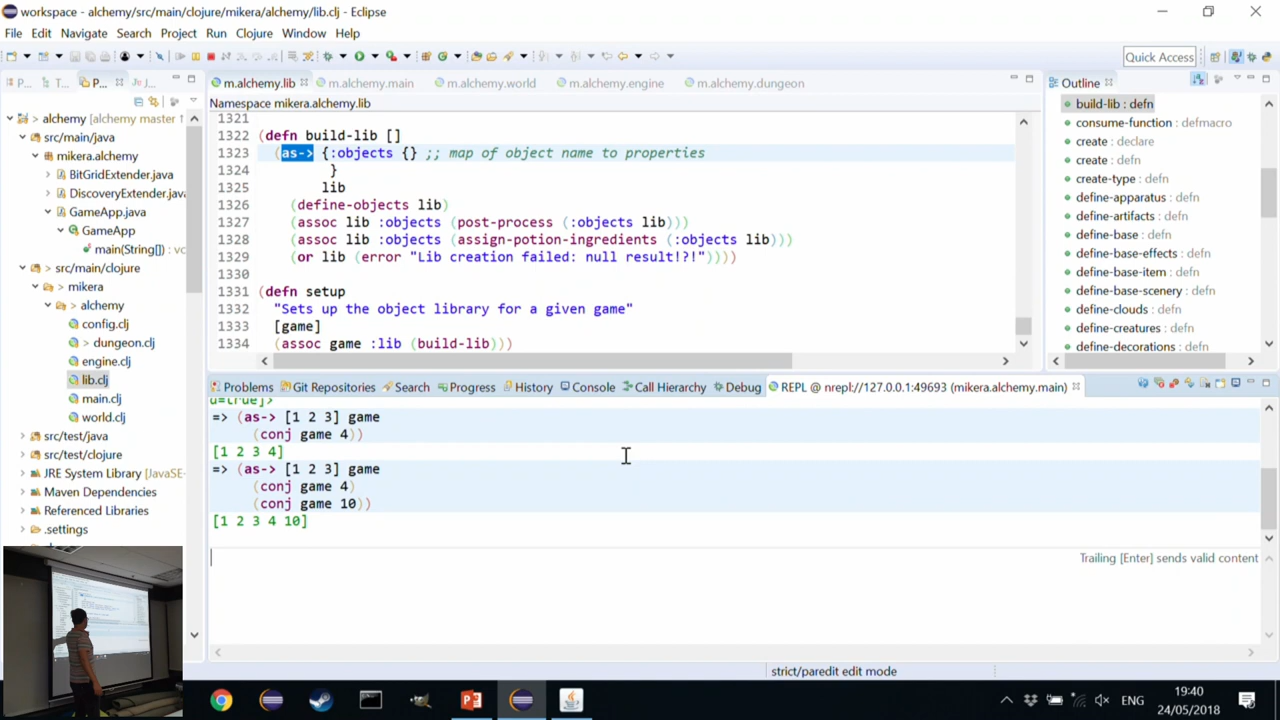 workspace - alchemy/src/main/clojure/mikera/alchemy/lib.clj - Eclipse
File Edit Navigate Search Project Run Clojure Window Help
Quick Access
P... T... P... J...
m.alchemy.lib m.alchemy.main m.alchemy.world m.alchemy.engine m.alchemy.dungeon
Namespace mikera.alchemy.lib
alchemy [alchemy master
src/main/java
mikera.alchemy
BitGridExtender.java
DiscoveryExtender.java
GameApp.java
GameApp
main(String[]) : vc
src/main/clojure
mikera
alchemy
config.clj
> dungeon.clj
engine.clj
lib.clj
main.clj
world.clj
src/test/java
src/test/clojure
JRE System Library [JavaSE-
Maven Dependencies
Referenced Libraries
.settings
1321
1322 (defn build-lib []
1323 (as-> {:objects {} ;; map of object name to properties
1324 }
1325 lib
1326 (define-objects lib)
1327 (assoc lib :objects (post-process (:objects lib)))
1328 (assoc lib :objects (assign-potion-ingredients (:objects lib)))
1329 (or lib (error "Lib creation failed: null result!?!"))))
1330
1331 (defn setup
1332 "Sets up the object library for a given game"
1333 [game]
1334 (assoc game :lib (build-lib)))
Outline
build-lib : defn
consume-function : defmacro
create : declare
create : defn
create-type : defn
define-apparatus : defn
define-artifacts : defn
define-base : defn
define-base-effects : defn
define-base-item : defn
define-base-scenery : defn
define-clouds : defn
define-creatures : defn
define-decorations : defn
Problems Git Repositories Search Progress History Console Call Hierarchy Debug REPL @ nrepl://127.0.0.1:49693 (mikera.alchemy.main)
u=true]>
=> (as-> [1 2 3] game
(conj game 4))
[1 2 3 4]
=> (as-> [1 2 3] game
(conj game 4)
(conj game 10))
[1 2 3 4 10]
Trailing [Enter] sends valid content
strict/paredit edit mode
ENG
19:40
24/05/2018